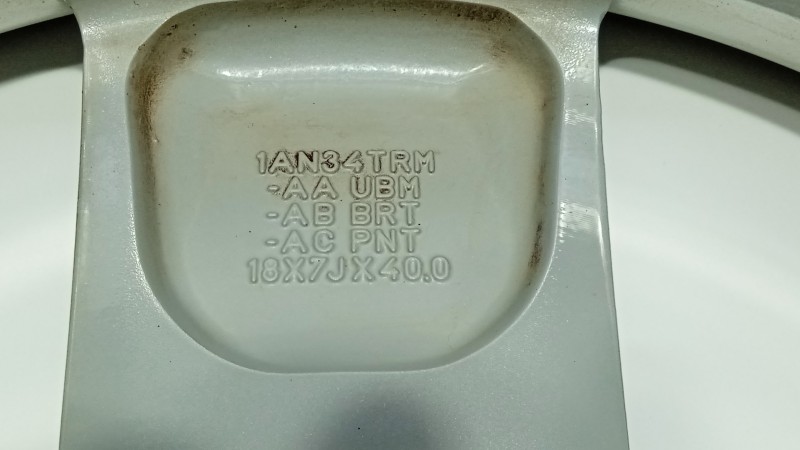 1AN34TRM
-AA UBM
-AB BRT
-AC PNT
18X7JX40.0